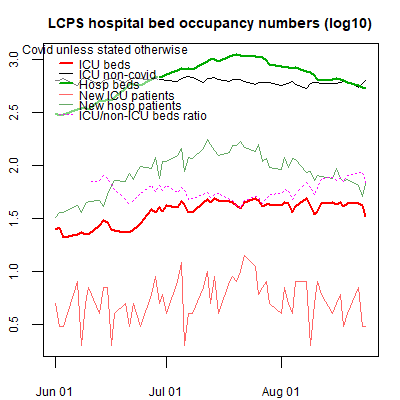 LCPS hospital bed occupancy numbers (log10)
Covid unless stated otherwise
ICU beds
ICU non-covid
Hosp beds
New ICU patients
New hosp patients
ICU/non-ICU beds ratio
3.0
2.5
2.0
1.5
1.0
0.5
Jun 01
Jul 01
Aug 01